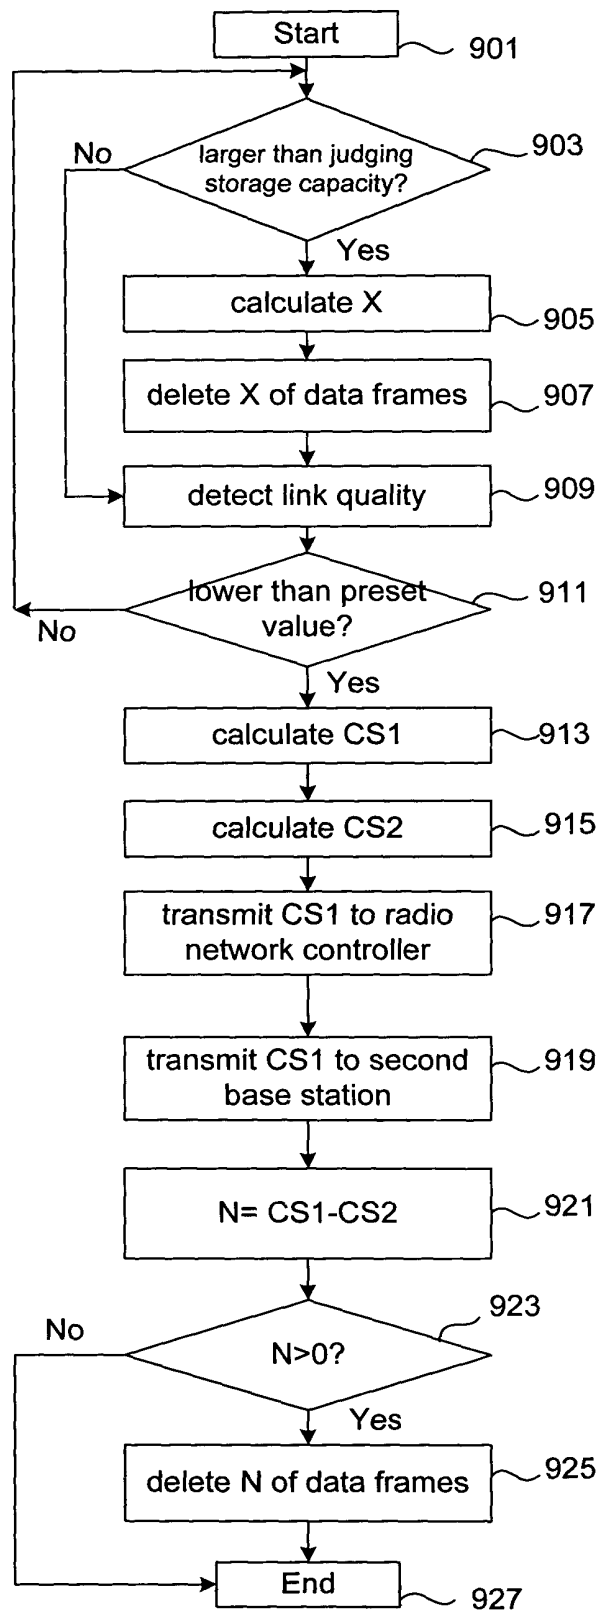 Start
901
No
larger than judging
storage capacity?
903
Yes
calculate X
905
delete X of data frames
907
detect link quality
909
lower than preset
value?
911
No
Yes
calculate CS1
913
calculate CS2
915
transmit CS1 to radio
network controller
917
transmit CS1 to second
base station
919
N= CS1-CS2
921
923
No
N>0?
Yes
delete N of data frames
925
End
927